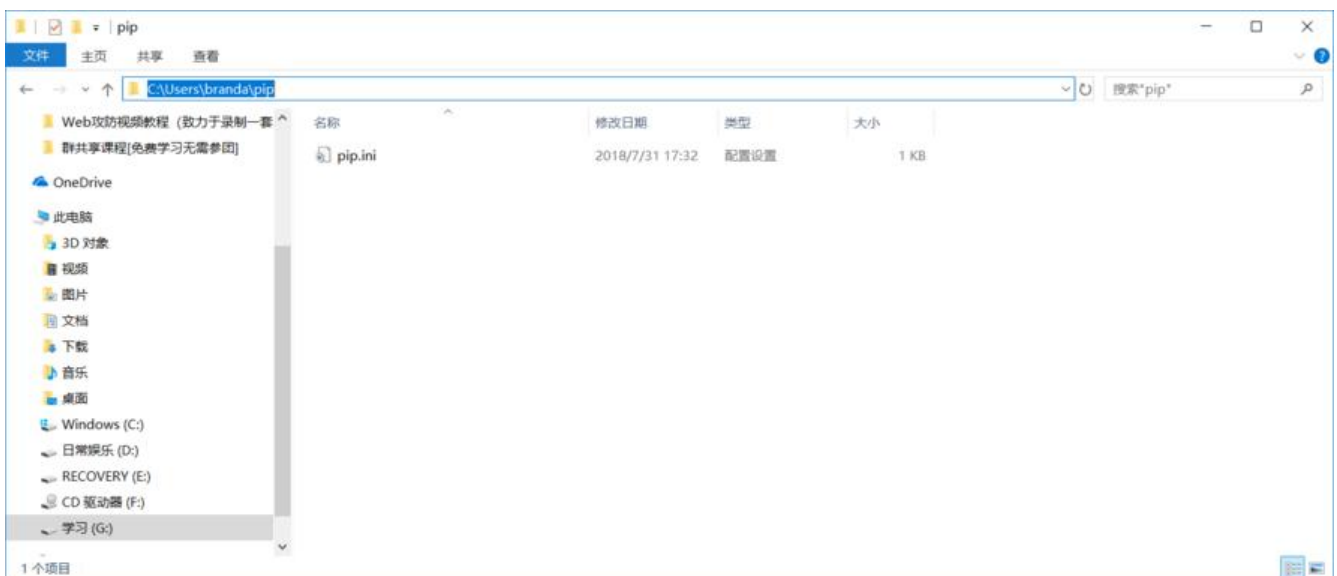 pip
文件 主页 共享 查看
C:\Users\branda\pip
搜索"pip"
名称 修改日期 类型 大小
pip.ini 2018/7/31 17:32 配置设置 1 KB
Web攻防视频教程（致力于录制一套
群共享课程[免费学习无需参团]
OneDrive
此电脑
3D 对象
视频
图片
文档
下载
音乐
桌面
Windows (C:)
日常娱乐 (D:)
RECOVERY (E:)
CD 驱动器 (F:)
学习 (G:)
1 个项目